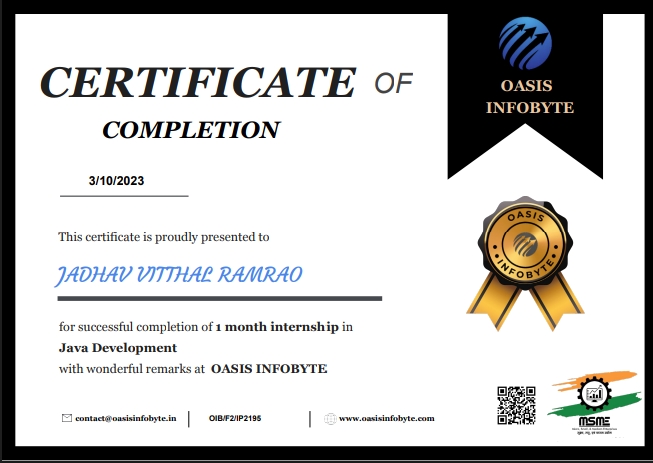 CERTIFICATE OF
COMPLETION
OASIS
INFOBYTE
3/10/2023
This certificate is proudly presented to
JADHAV VITTHAL RAMRAO
for successful completion of 1 month internship in
Java Development
with wonderful remarks at OASIS INFOBYTE
OASIS
INFOBYTE
contact@oasisinfobyte.in
OIB/F2/IP2195
www.oasisinfobyte.com
MSME